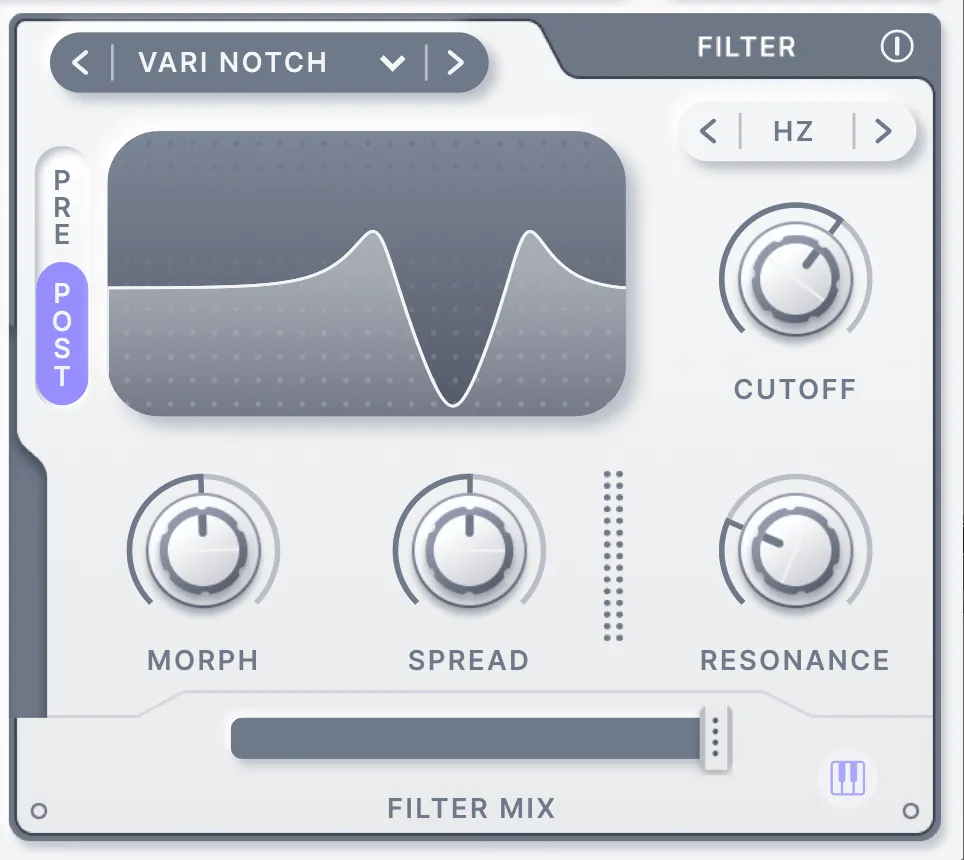 VARI NOTCH
FILTER
HZ
PRE
POST
CUTOFF
MORPH
SPREAD
RESONANCE
FILTER MIX